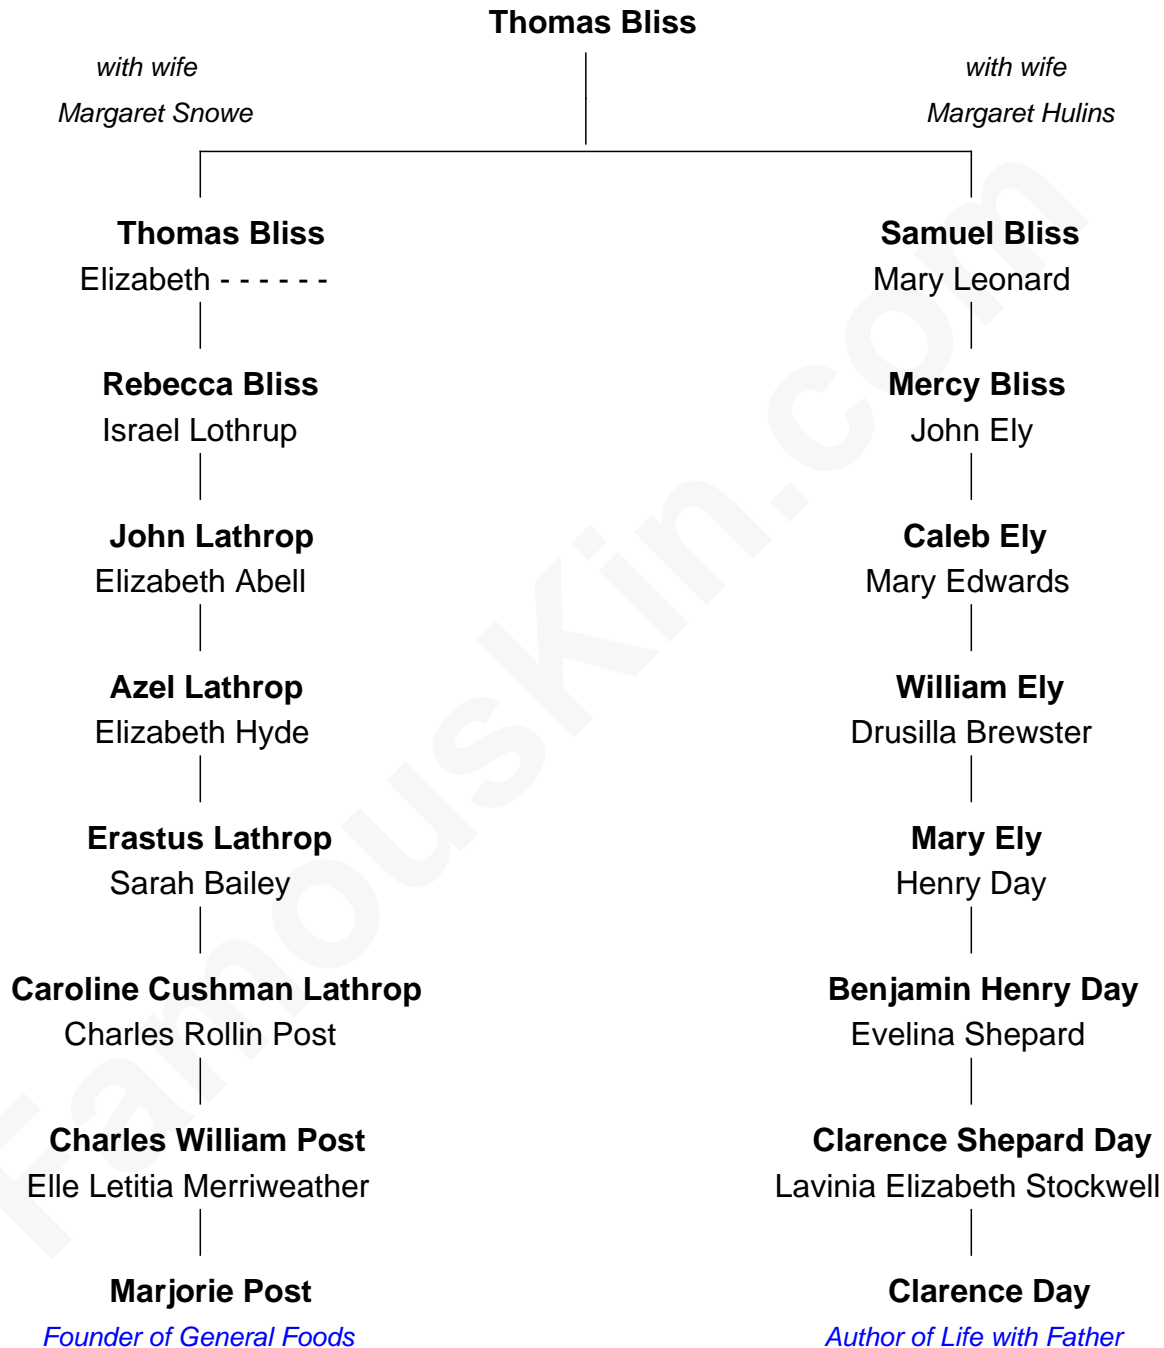 Thomas Bliss
with wife
Margaret Snowe
with wife
Margaret Hulins
Thomas Bliss
Elizabeth - - - - - -
Samuel Bliss
Mary Leonard
Rebecca Bliss
Israel Lothrup
Mercy Bliss
John Ely
John Lathrop
Elizabeth Abell
Caleb Ely
Mary Edwards
Azel Lathrop
Elizabeth Hyde
William Ely
Drusilla Brewster
Erastus Lathrop
Sarah Bailey
Mary Ely
Henry Day
Caroline Cushman Lathrop
Charles Rollin Post
Benjamin Henry Day
Evelina Shepard
Charles William Post
Elle Letitia Merriweather
Clarence Shepard Day
Lavinia Elizabeth Stockwell
Marjorie Post
Founder of General Foods
Clarence Day
Author of Life with Father
FamousKin.com